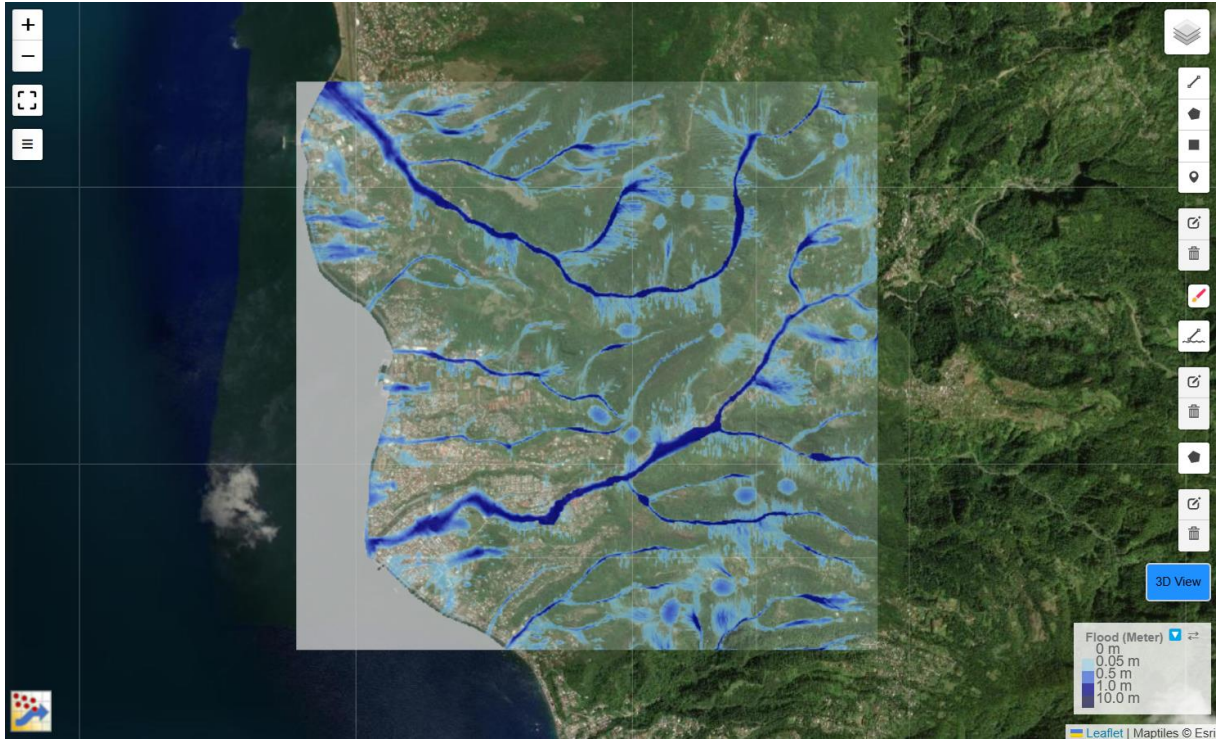 +
−
3D View
Flood (Meter)
0 m
0.05 m
0.5 m
1.0 m
10.0 m
Leaflet | Maptiles © Esri